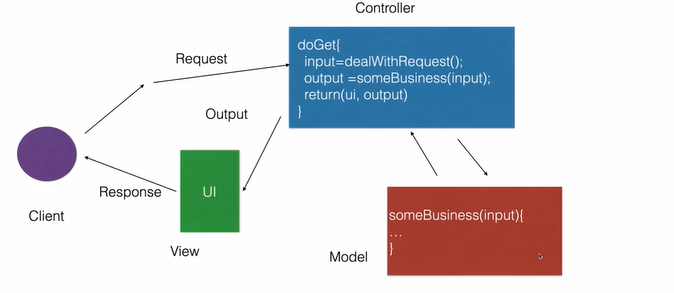 Controller
doGet{
input=dealWithRequest();
output =someBusiness(input);
return(ui, output)
}
Request
Output
UI
Response
Client
View
someBusiness(input){
...
}
Model